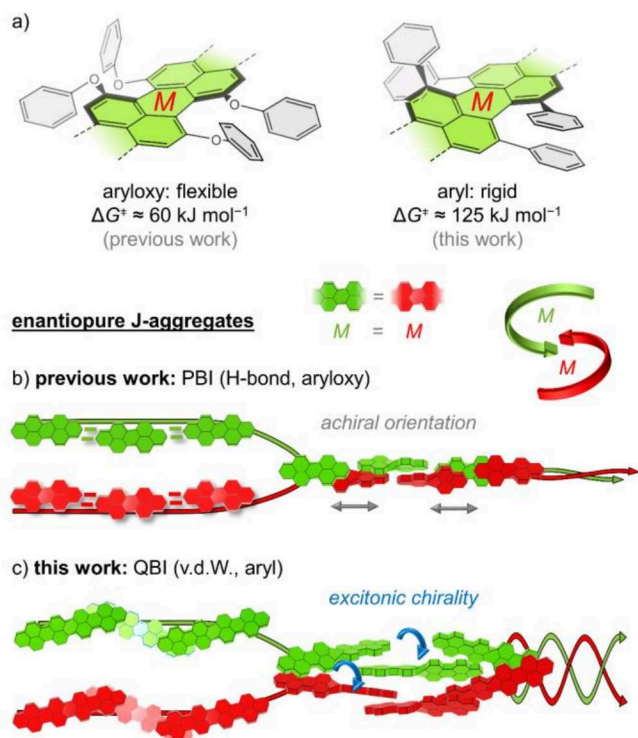 a)
O
O
O
O
M
M
aryloxy: flexible
ΔG‡ ≈ 60 kJ mol−1
(previous work)
aryl: rigid
ΔG‡ ≈ 125 kJ mol−1
(this work)
enantiopure J-aggregates
=
M = M
M
M
b) previous work: PBI (H-bond, aryloxy)
achiral orientation
c) this work: QBI (v.d.W., aryl)
excitonic chirality